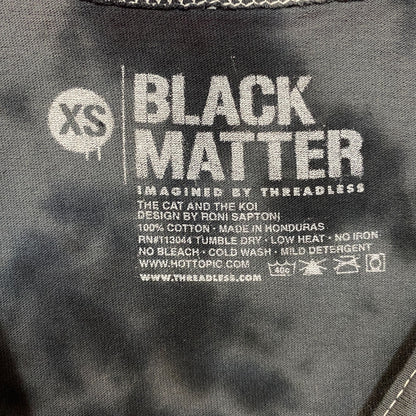 XS
BLACK
MATTER
IMAGINED BY THREADLESS
THE CAT AND THE KOI
DESIGN BY RONI SAPTONI
100% COTTON - MADE IN HONDURAS
RN#113044 TUMBLE DRY - LOW HEAT - NO IRON
NO BLEACH - COLD WASH - MILD DETERGENT
WWW.HOTTOPIC.COM 40c
WWW.THREADLESS.COM